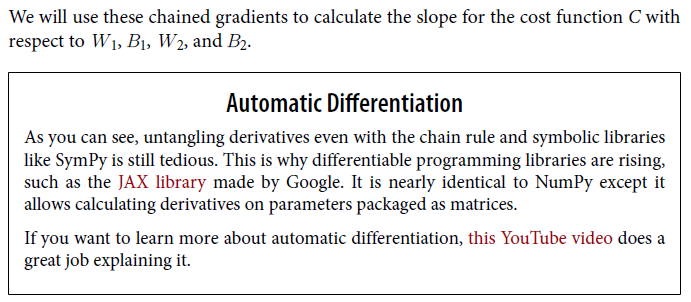 We will use these chained gradients to calculate the slope for the cost function C with
respect to W₁, B₁, W₂, and B₂.
Automatic Differentiation
As you can see, untangling derivatives even with the chain rule and symbolic libraries
like SymPy is still tedious. This is why differentiable programming libraries are rising,
such as the JAX library made by Google. It is nearly identical to NumPy except it
allows calculating derivatives on parameters packaged as matrices.
If you want to learn more about automatic differentiation, this YouTube video does a
great job explaining it.